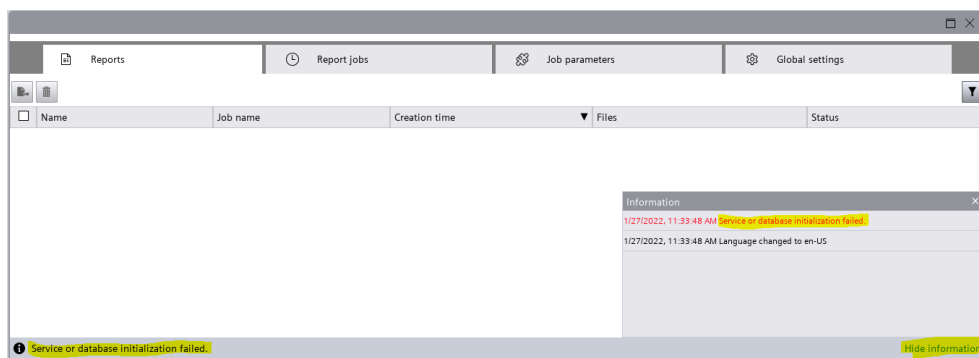 Reports Report jobs Job parameters Global settings
Name Job name Creation time Files Status
Information
1/27/2022, 11:33:48 AM Service or database initialization failed.
1/27/2022, 11:33:48 AM Language changed to en-US
Service or database initialization failed. Hide information